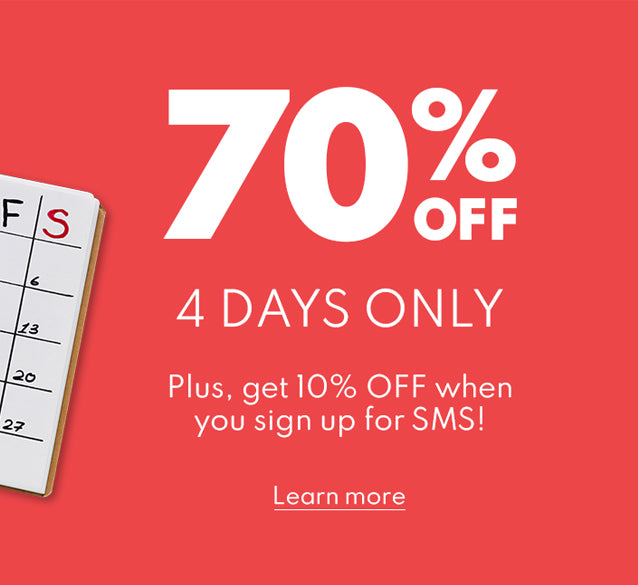 70%
OFF
4 DAYS ONLY
Plus, get 10% OFF when
you sign up for SMS!
Learn more
F S
6
13
20
27